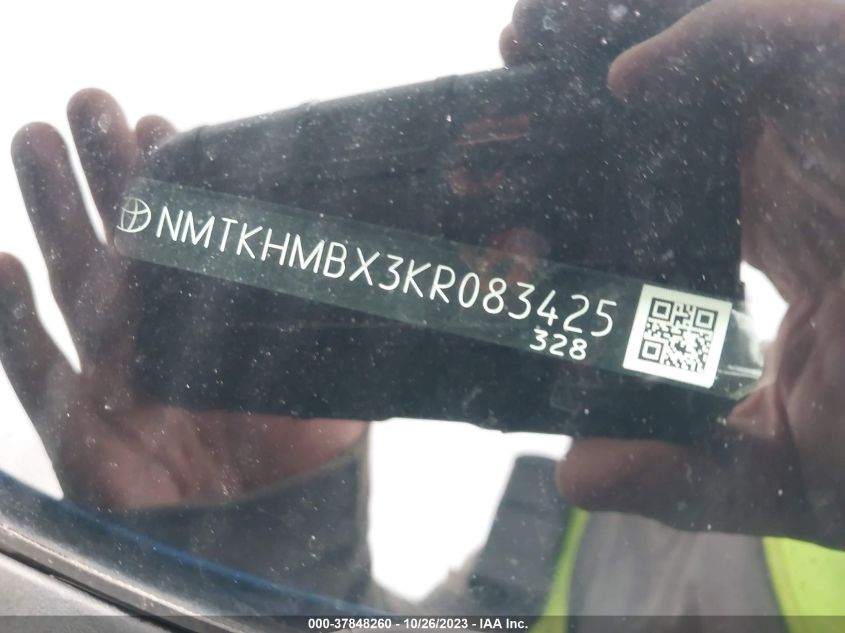 NMTKHMBX3KR083425
328
000-37848260 - 10/26/2023 - IAA Inc.